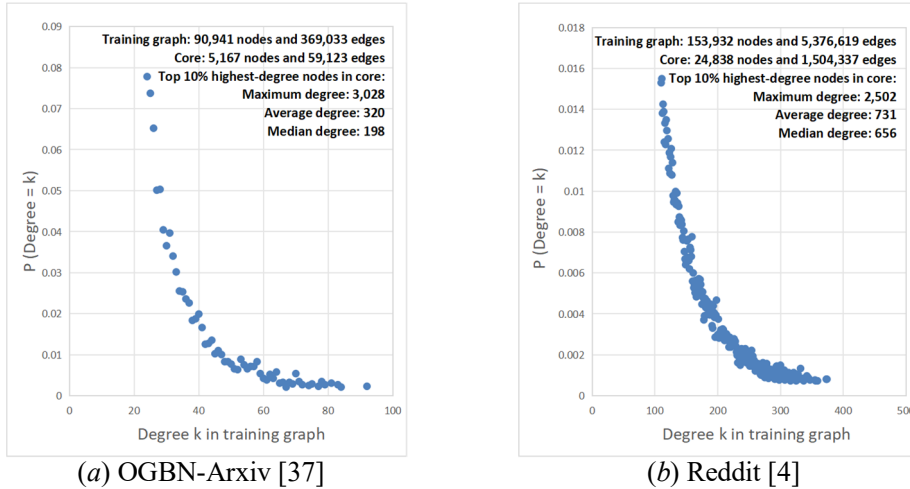 Training graph: 90,941 nodes and 369,033 edges
Core: 5,167 nodes and 59,123 edges
Top 10% highest-degree nodes in core:
Maximum degree: 3,028
Average degree: 320
Median degree: 198
0.09
0.08
0.07
0.06
0.05
0.04
0.03
0.02
0.01
0
P (Degree = k)
0 20 40 60 80 100
Degree k in training graph
(a) OGBN-Arxiv [37]
Training graph: 153,932 nodes and 5,376,619 edges
Core: 24,838 nodes and 1,504,337 edges
Top 10% highest-degree nodes in core:
Maximum degree: 2,502
Average degree: 731
Median degree: 656
0.018
0.016
0.014
0.012
0.01
0.008
0.006
0.004
0.002
0
P (Degree = k)
0 100 200 300 400 50
Degree k in training graph
(b) Reddit [4]